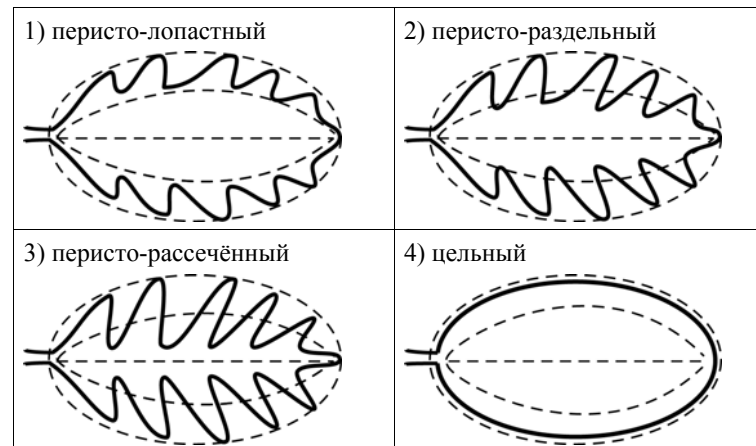 1) перисто-лопастный
2) перисто-раздельный
3) перисто-рассечённый
4) цельный